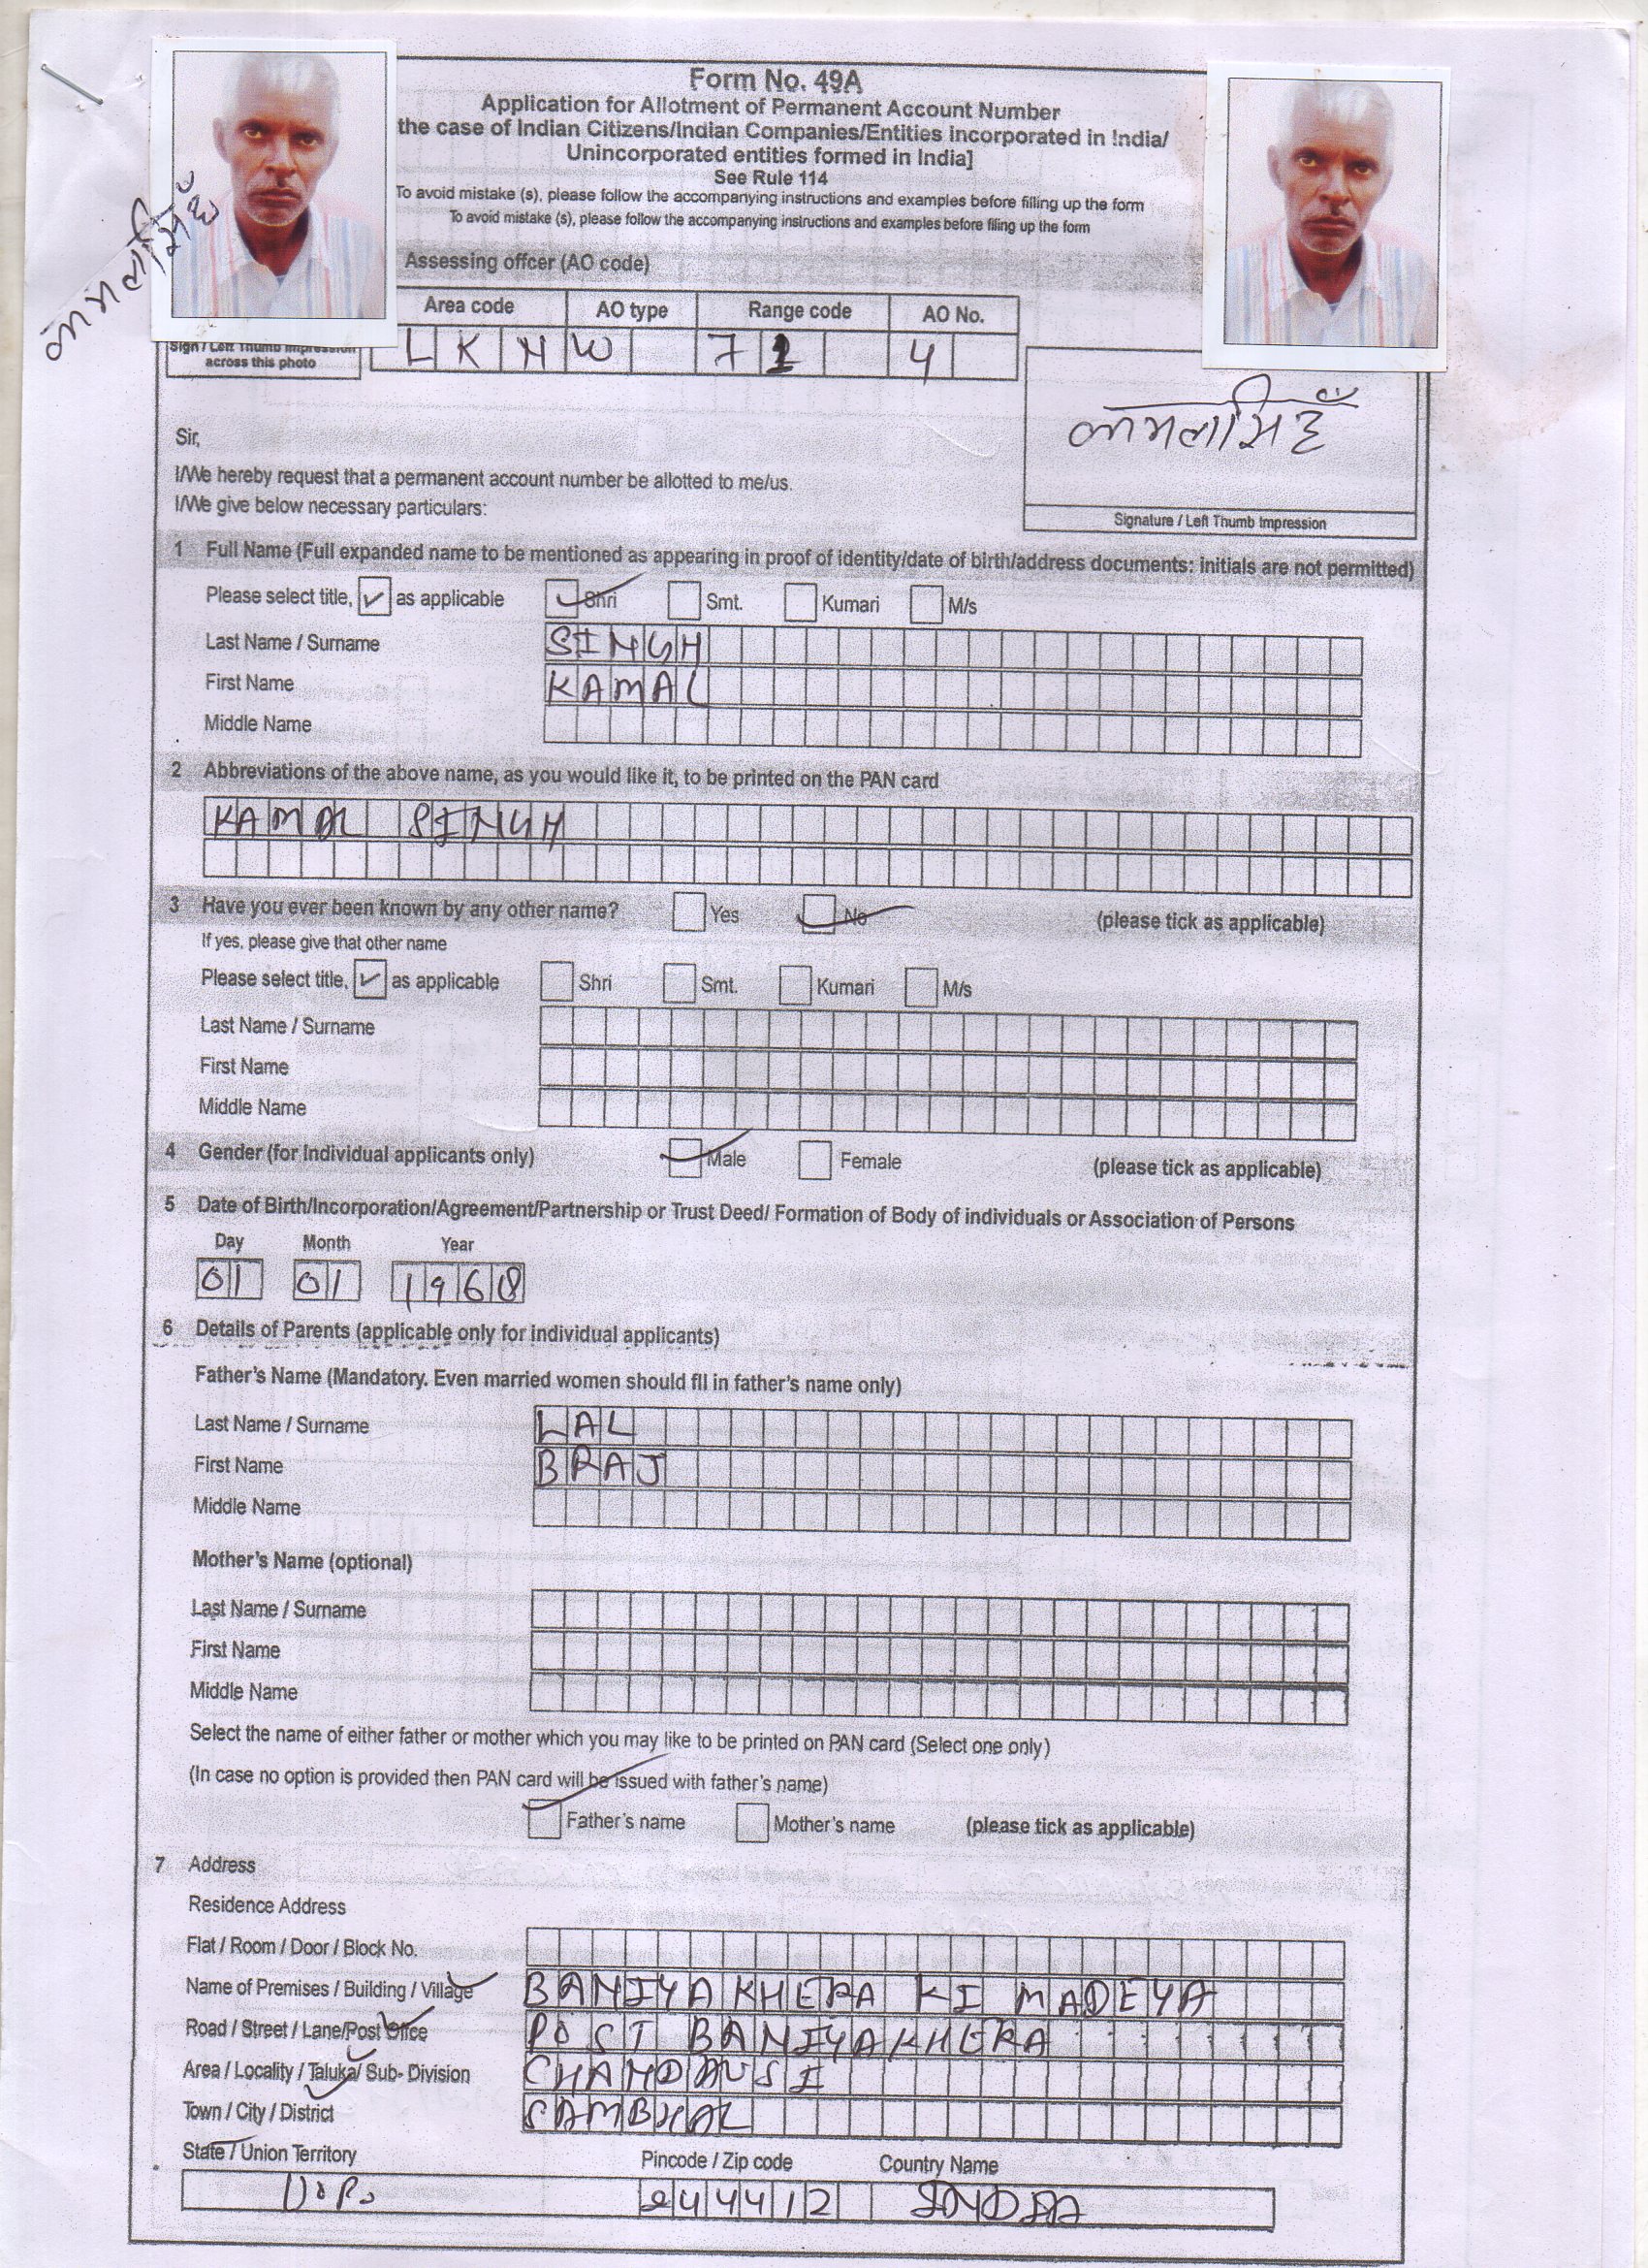 Form No. 49A
Application for Allotment of Permanent Account Number
the case of Indian Citizens/Indian Companies/Entities Incorporated in India/
Unincorporated entities formed in India]
See Rule 114
To avoid mistake (s), please follow the accompanying instructions and examples before filling up the form
To avoid mistake (s), please follow the accompanying instructions and examples before filling up the form
Assessing offcer (AO code)
Area code AO type Range code AO No.
LKN W 71 4
Sign / Left Thumb Impression
across this photo
कमल सिंह
कमल सिंह
Signature / Left Thumb Impression
Sir,
I/We hereby request that a permanent account number be allotted to me/us.
I/We give below necessary particulars:
1 Full Name (Full expanded name to be mentioned as appearing in proof of identity/date of birth/address documents: initials are not permitted)
Please select title, ✓ as applicable Shri Smt. Kumari M/s
Last Name / Surname SINGH
First Name KAMAL
Middle Name
2 Abbreviations of the above name, as you would like it, to be printed on the PAN card
KAMAL SINGH
3 Have you ever been known by any other name? Yes No (please tick as applicable)
If yes, please give that other name
Please select title, ✓ as applicable Shri Smt. Kumari M/s
Last Name / Surname
First Name
Middle Name
4 Gender (for Individual applicants only) Male Female (please tick as applicable)
5 Date of Birth/Incorporation/Agreement/Partnership or Trust Deed/ Formation of Body of individuals or Association of Persons
Day Month Year
01 01 1968
6 Details of Parents (applicable only for individual applicants)
Father's Name (Mandatory. Even married women should fll in father's name only)
Last Name / Surname LAL
First Name BRAJ
Middle Name
Mother's Name (optional)
Last Name / Surname
First Name
Middle Name
Select the name of either father or mother which you may like to be printed on PAN card (Select one only)
(In case no option is provided then PAN card will be issued with father's name)
Father's name Mother's name (please tick as applicable)
7 Address
Residence Address
Flat / Room / Door / Block No.
Name of Premises / Building / Village BANIYA KHERA KI MADEYA
Road / Street / Lane/Post Office POST BANIYAKHERA
Area / Locality / Taluka/ Sub- Division CHANDAUSI
Town / City / District SAMBHAL
State / Union Territory Pincode / Zip code Country Name
U.P. 244412 INDIA